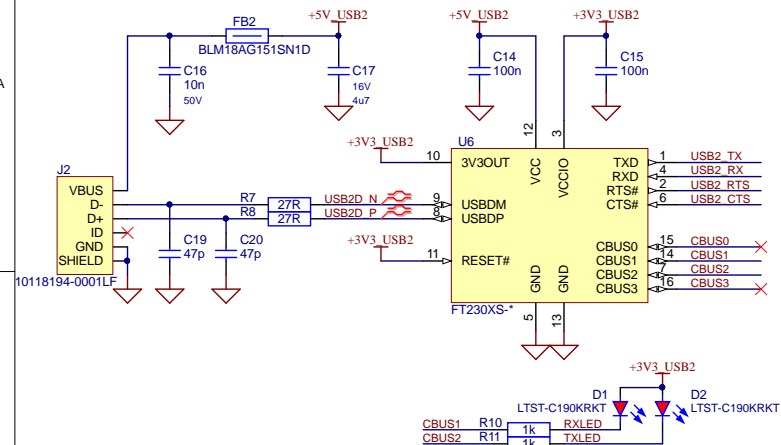 FB2
BLM18AG151SN1D
+5V_USB2
+5V_USB2
+3V3_USB2
C16
10n
50V
C17
16V
4u7
C14
100n
C15
100n
A
J2
VBUS
D-
D+
ID
GND
SHIELD
10118194-0001LF
R7
27R
USB2D_N
R8
27R
USB2D_P
C19
47p
C20
47p
+3V3_USB2
+3V3_USB2
U6
12
3
VCC
VCCIO
10
3V3OUT
9
USBDM
8
USBDP
11
RESET#
TXD
1
USB2_TX
RXD
4
USB2_RX
RTS#
2
USB2_RTS
CTS#
6
USB2_CTS
CBUS0
15
CBUS0
CBUS1
14
CBUS1
CBUS2
7
CBUS2
CBUS3
16
CBUS3
GND
GND
5
13
FT230XS-*
+3V3_USB2
D1
LTST-C190KRKT
D2
LTST-C190KRKT
CBUS1
R10
1k
RXLED
CBUS2
R11
1k
TXLED